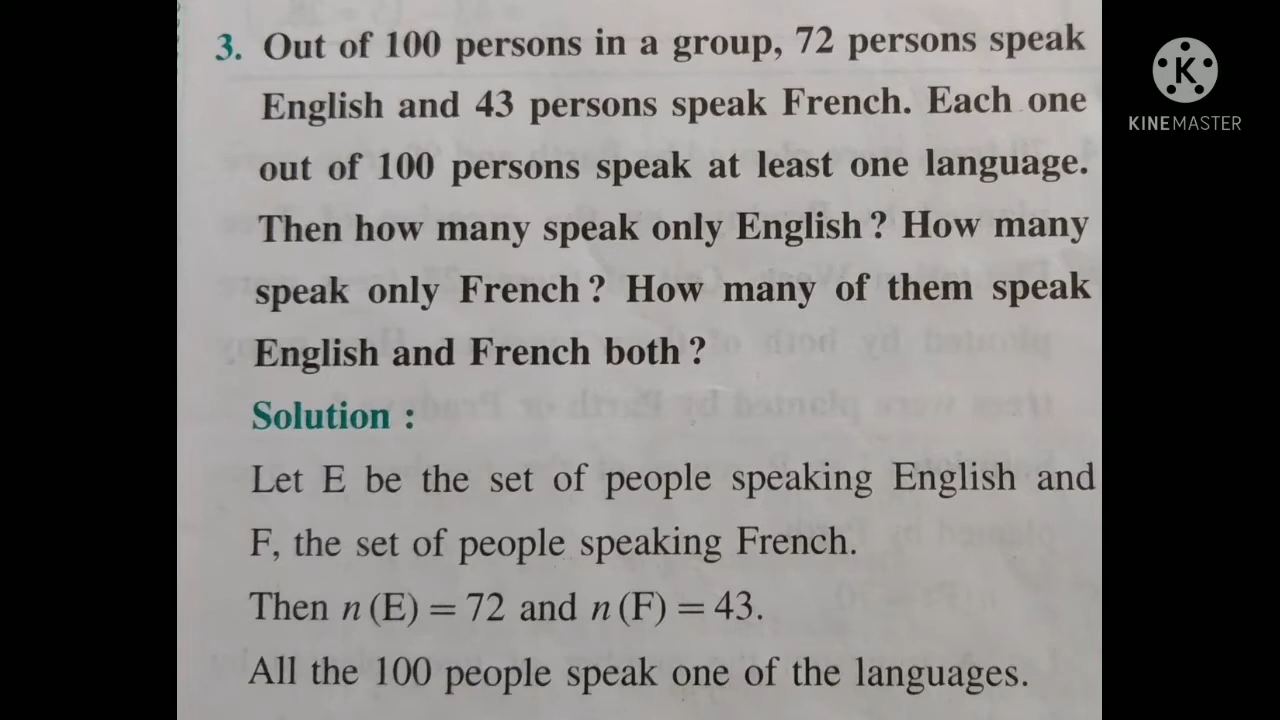 3. Out of 100 persons in a group, 72 persons speak
English and 43 persons speak French. Each one
out of 100 persons speak at least one language.
Then how many speak only English? How many
speak only French? How many of them speak
English and French both?
Solution :
Let E be the set of people speaking English and
F, the set of people speaking French.
Then n (E) = 72 and n (F) = 43.
All the 100 people speak one of the languages.
K
KINEMASTER